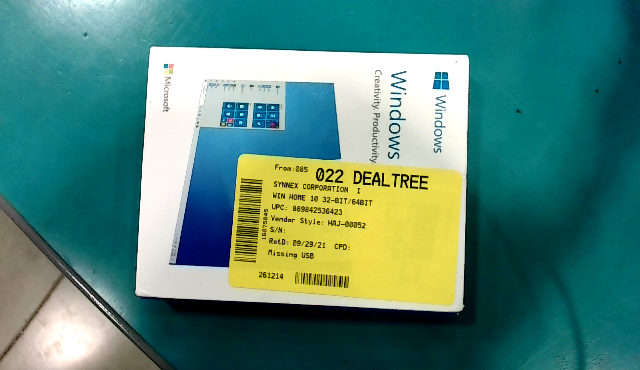 Microsoft
Windows
Windows
Creativity. Productivity.
From:085 022 DEALTREE
SYNNEX CORPORATION I
WIN HOME 10 32-BIT/64BIT
UPC: 889842536423
Vendor Style: HAJ-00052
S/N:
RetD: 09/29/21 CPD:
Missing USB
261214